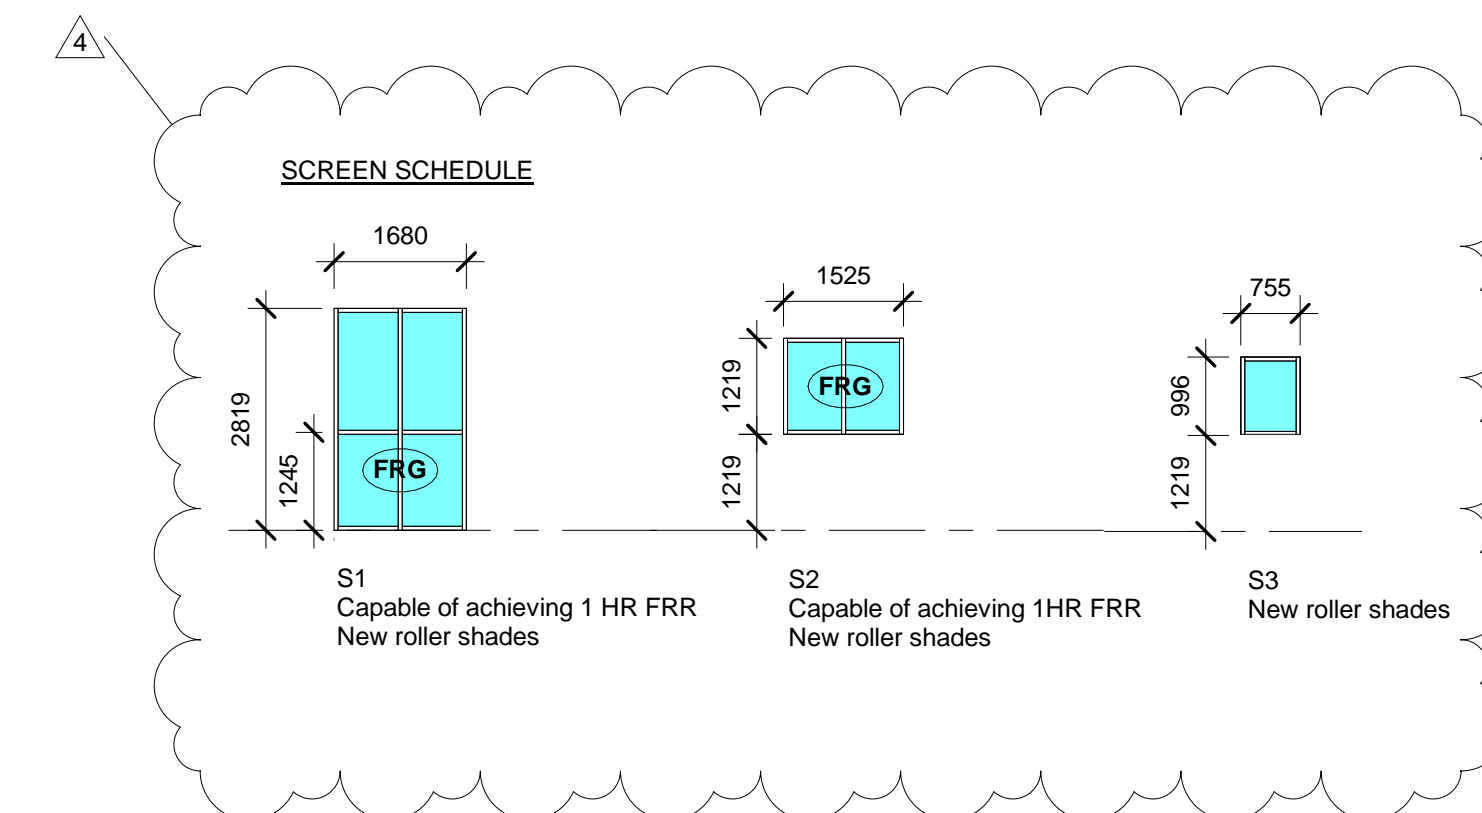 4
SCREEN SCHEDULE
1680
2819
1245
FRG
S1
Capable of achieving 1 HR FRR
New roller shades
1525
1219
1219
FRG
S2
Capable of achieving 1HR FRR
New roller shades
755
996
1219
S3
New roller shades